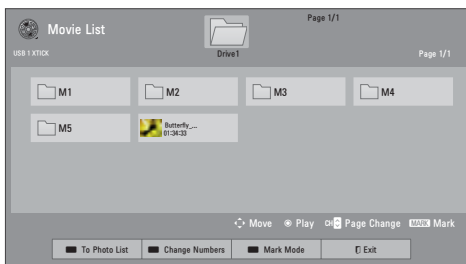 Movie List
Page 1/1
USB 1 XTICK
Drive1
Page 1/1
M1
M2
M3
M4
M5
Butterfly_...
01:34:33
Move
Play
CH
Page Change
MARK
Mark
To Photo List
Change Numbers
Mark Mode
Exit